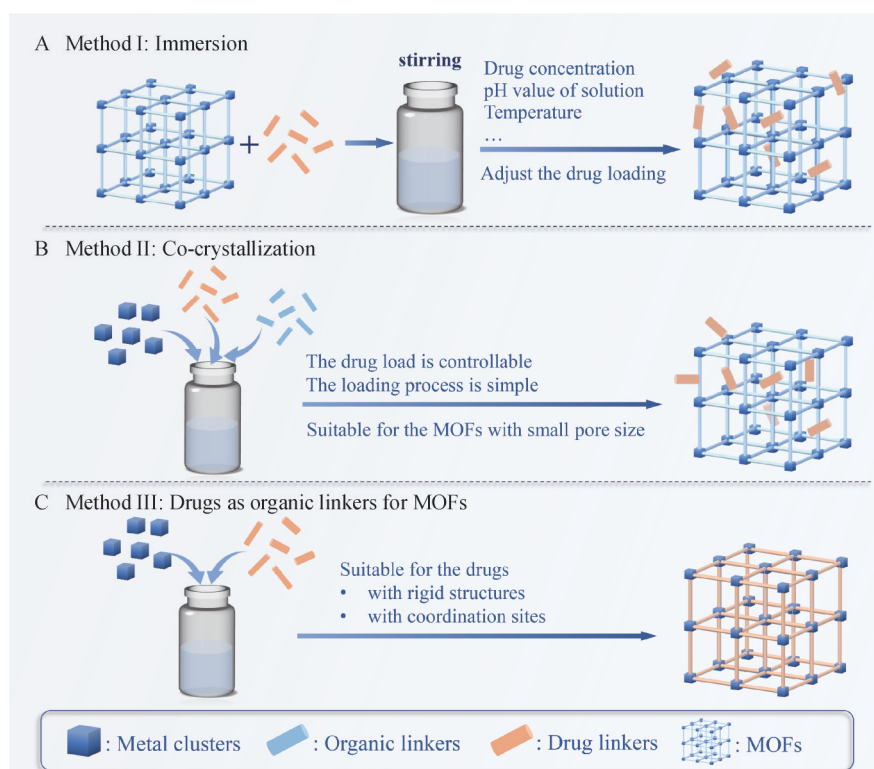 A Method I: Immersion
stirring
Drug concentration
pH value of solution
Temperature
…
Adjust the drug loading
+
B Method II: Co-crystallization
The drug load is controllable
The loading process is simple
Suitable for the MOFs with small pore size
C Method III: Drugs as organic linkers for MOFs
Suitable for the drugs
• with rigid structures
• with coordination sites
: Metal clusters : Organic linkers : Drug linkers : MOFs